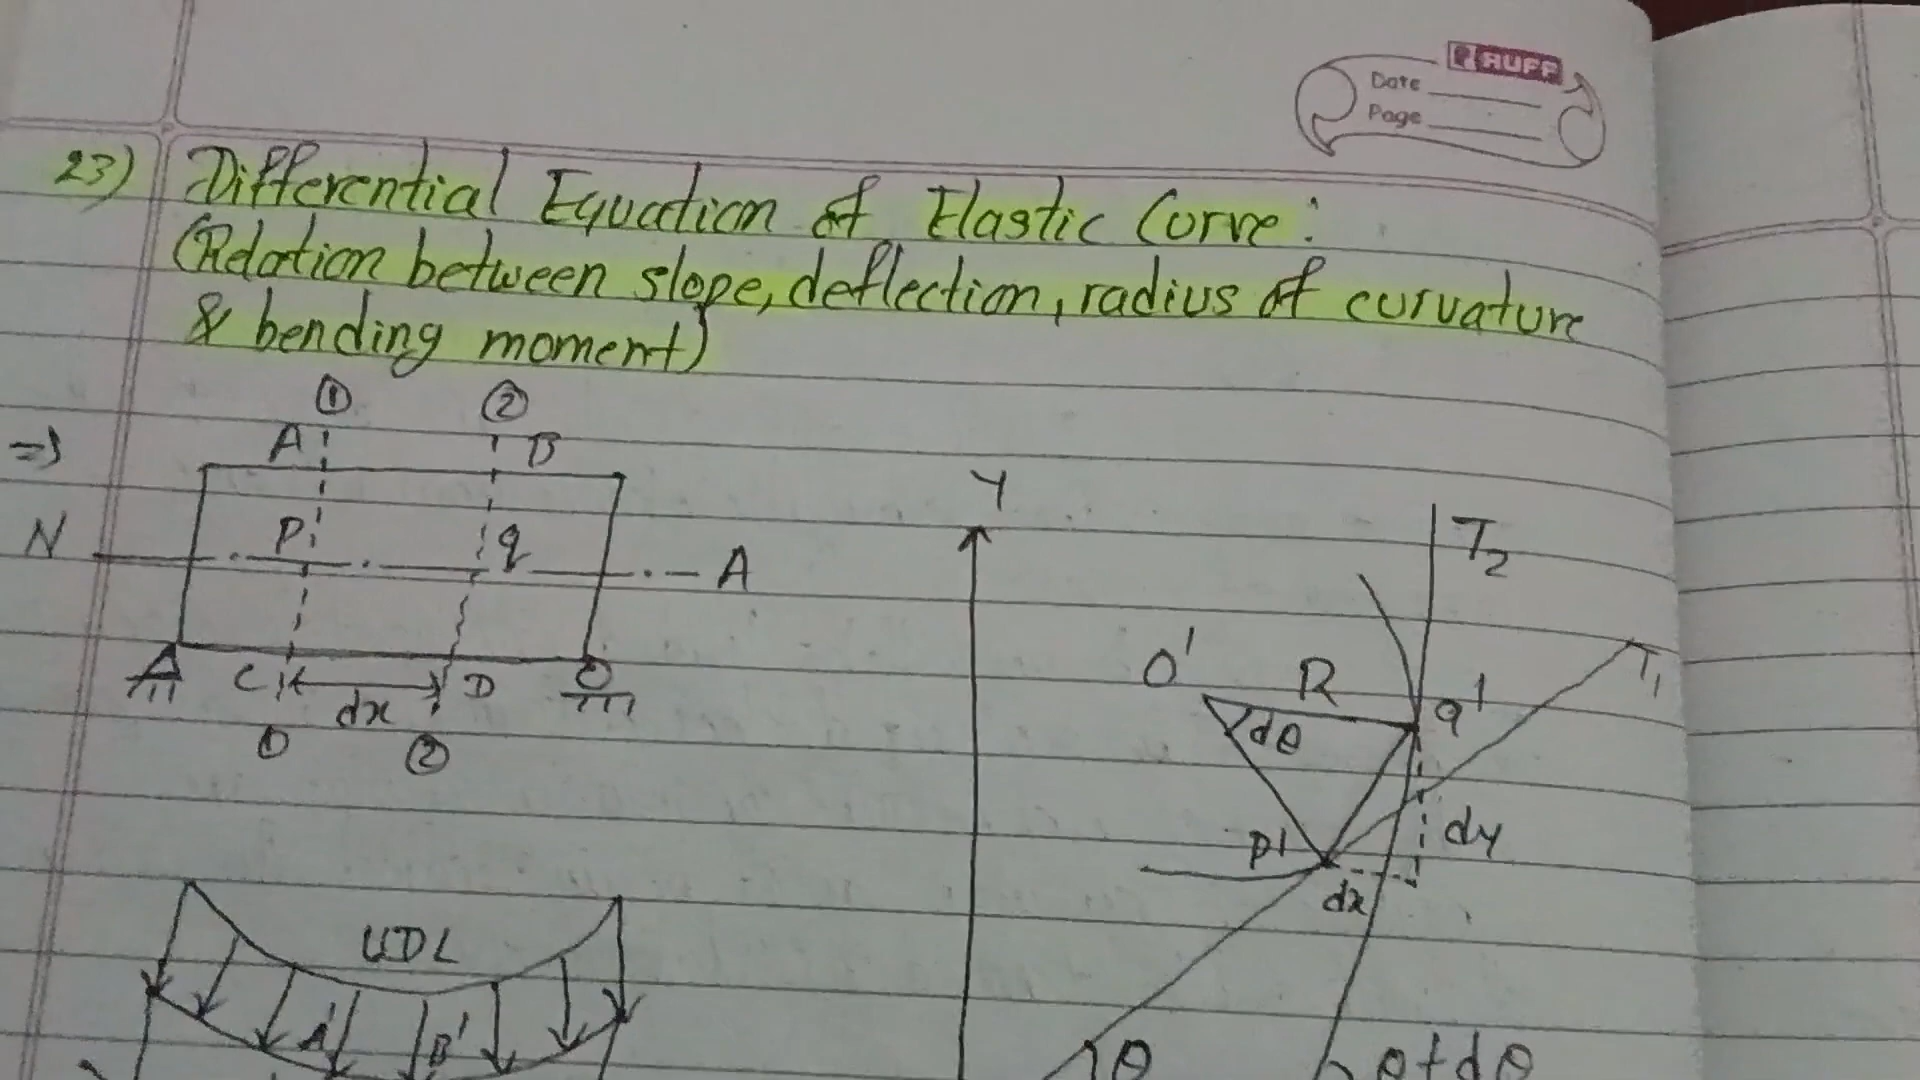 RUFF
Date
Page
23) Differential Equation of Elastic Curve:
(Relation between slope, deflection, radius of curvature
& bending moment)
① ②
=> A B
N P q A
C dx D
① ②
Y
T2
T1
O' R q'
dθ
P' dy
dx
UDL
A' B'
θ θ+dθ